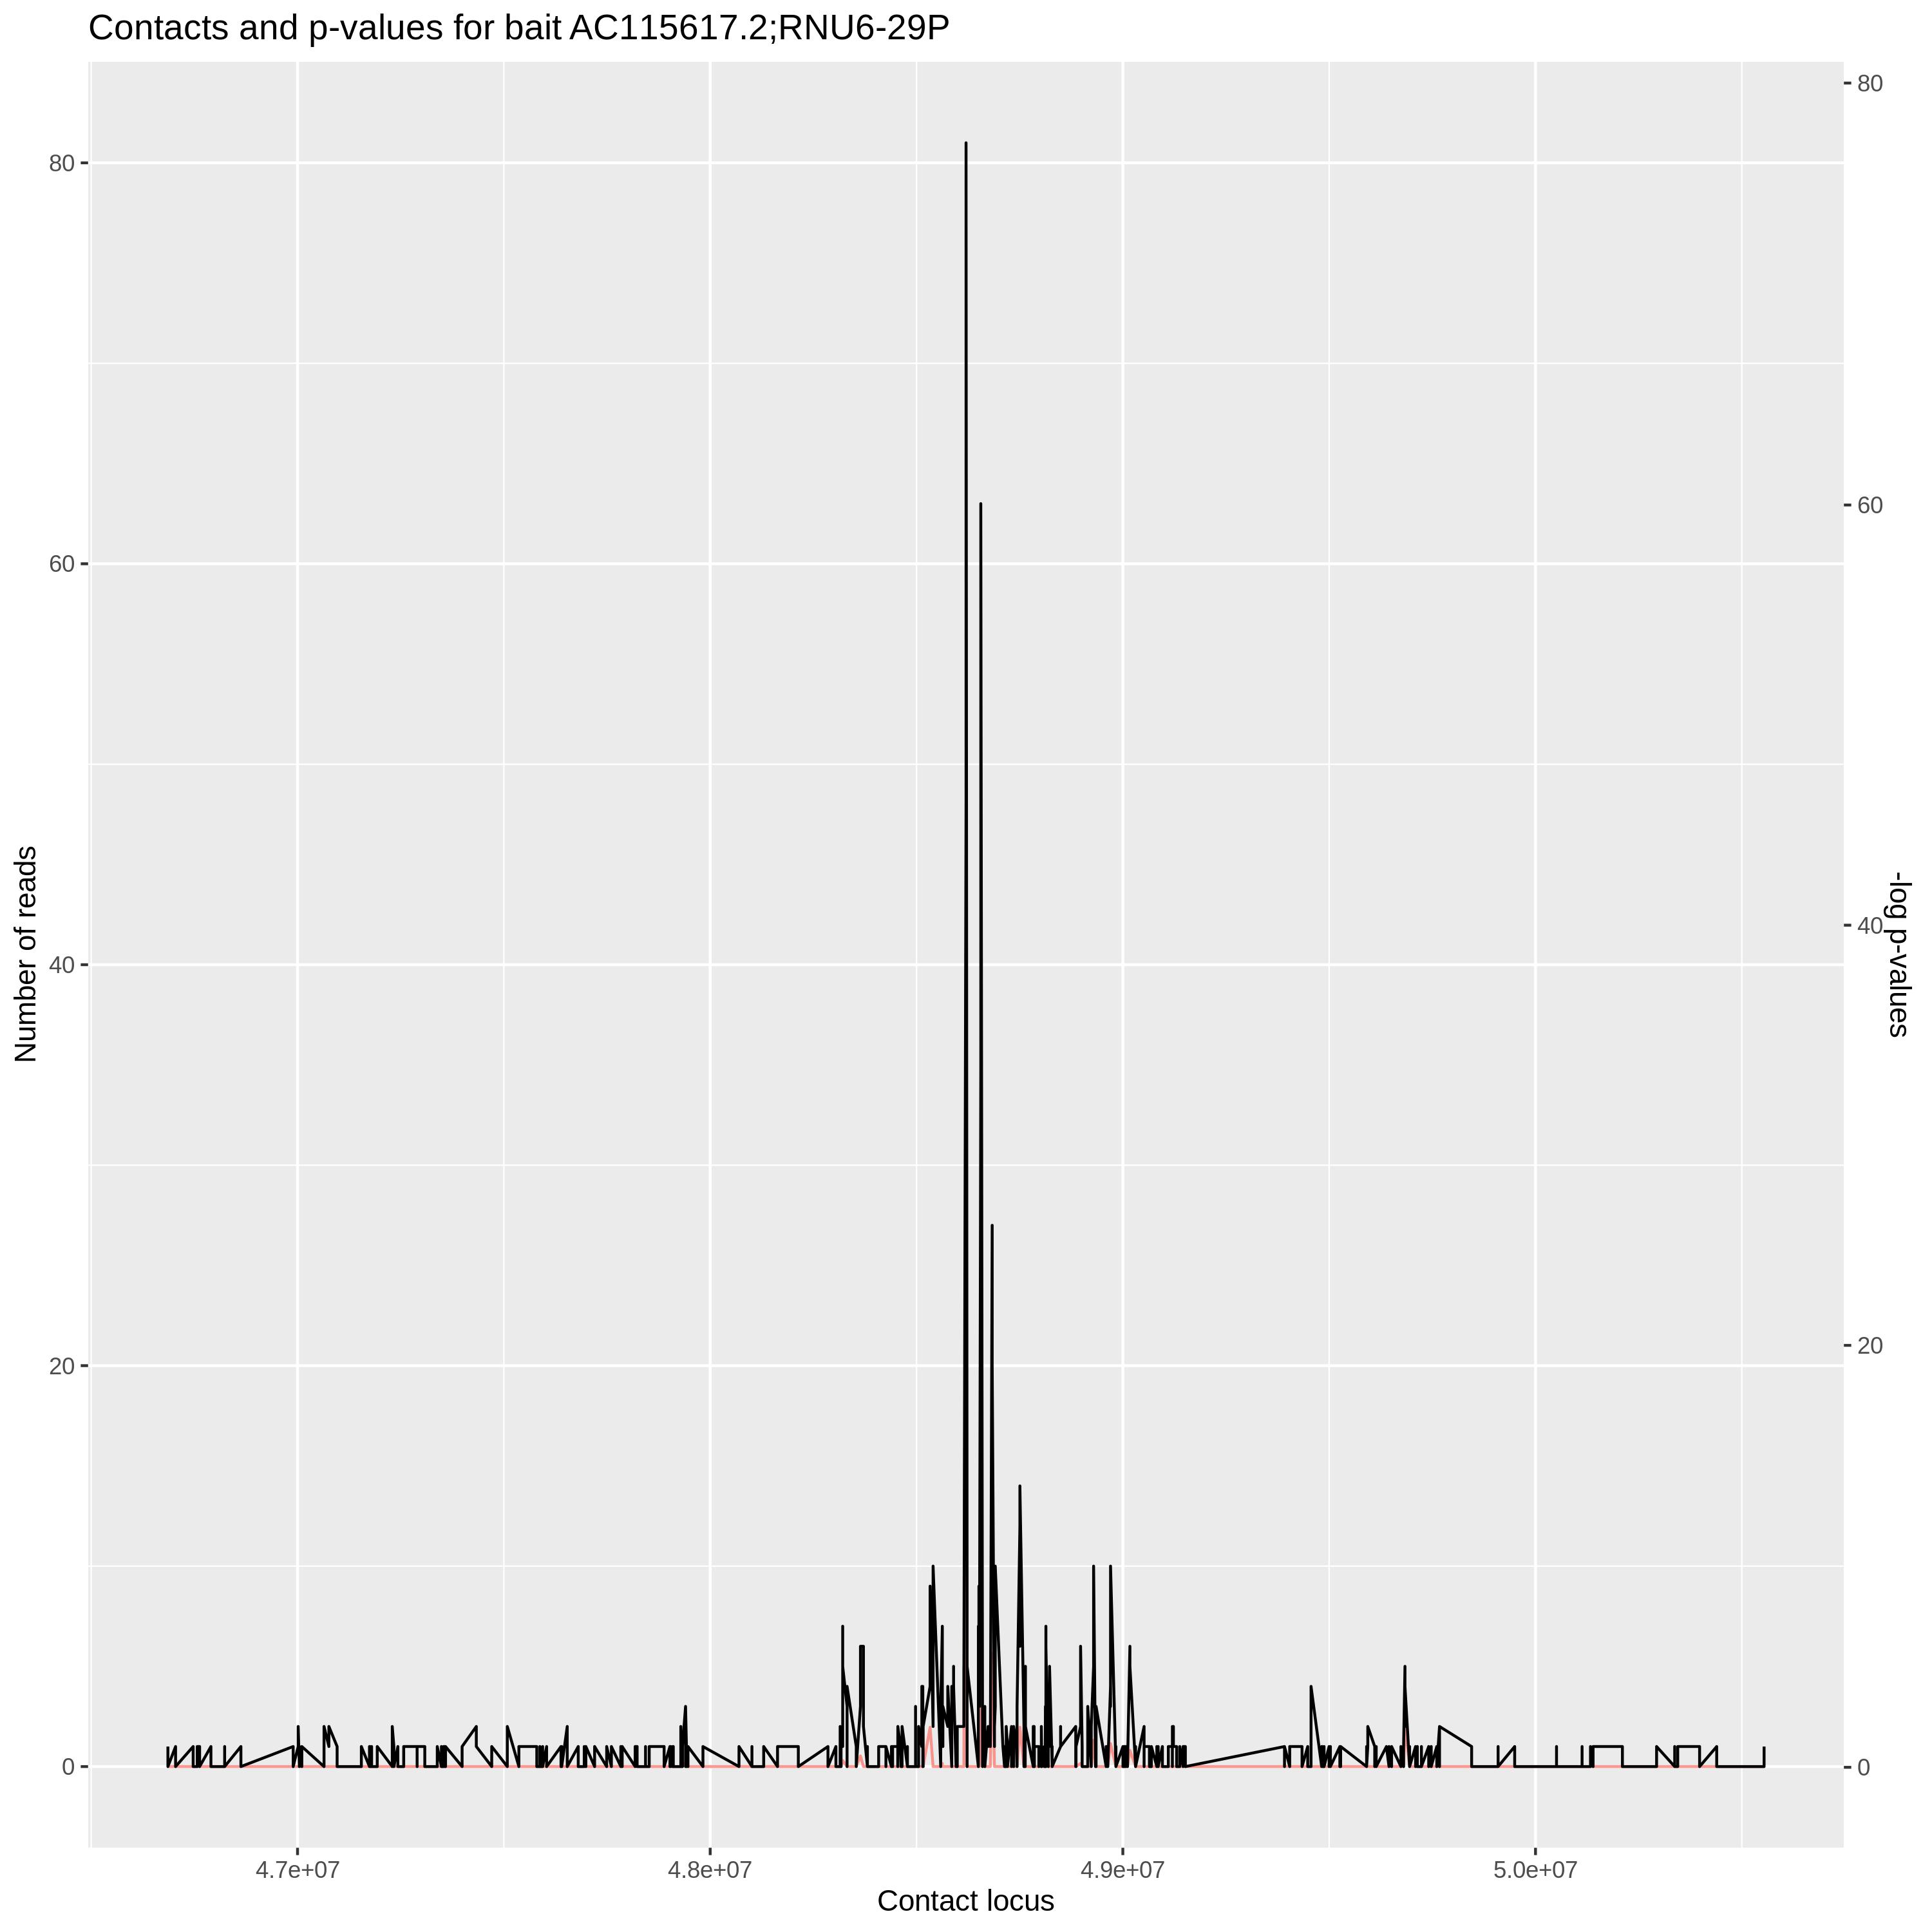 Contacts and p-values for bait AC115617.2;RNU6-29P
80
60
40
20
0
Number of reads
80
60
40
20
0
-log p-values
4.7e+07
4.8e+07
4.9e+07
5.0e+07
Contact locus